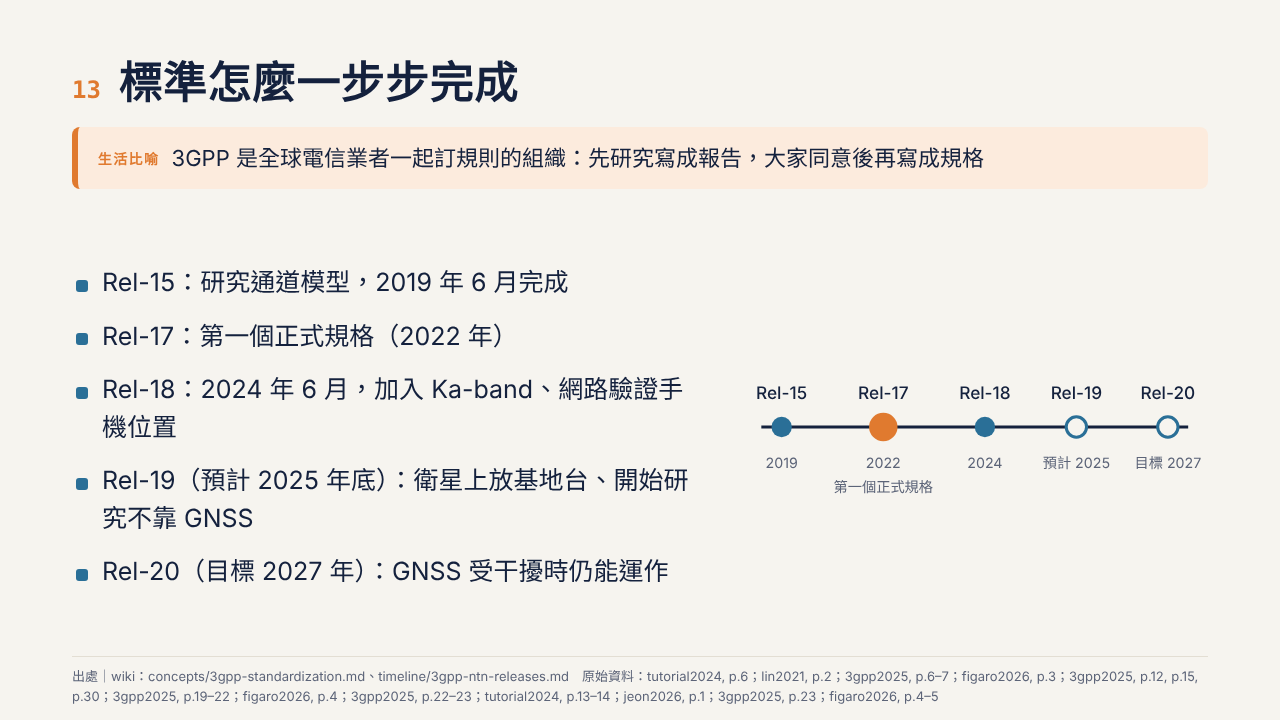 13 標準怎麼一步步完成
生活比喻 3GPP 是全球電信業者一起訂規則的組織：先研究寫成報告，大家同意後再寫成規格
Rel-15：研究通道模型，2019 年 6 月完成
Rel-17：第一個正式規格（2022 年）
Rel-18：2024 年 6 月，加入 Ka-band、網路驗證手
機位置
Rel-19（預計 2025 年底）：衛星上放基地台、開始研
究不靠 GNSS
Rel-20（目標 2027 年）：GNSS 受干擾時仍能運作
Rel-15 Rel-17 Rel-18 Rel-19 Rel-20
2019 2022 2024 預計 2025 目標 2027
第一個正式規格
出處｜wiki：concepts/3gpp-standardization.md、timeline/3gpp-ntn-releases.md 原始資料：tutorial2024, p.6；lin2021, p.2；3gpp2025, p.6–7；figaro2026, p.3；3gpp2025, p.12, p.15,
p.30；3gpp2025, p.19–22；figaro2026, p.4；3gpp2025, p.22–23；tutorial2024, p.13–14；jeon2026, p.1；3gpp2025, p.23；figaro2026, p.4–5